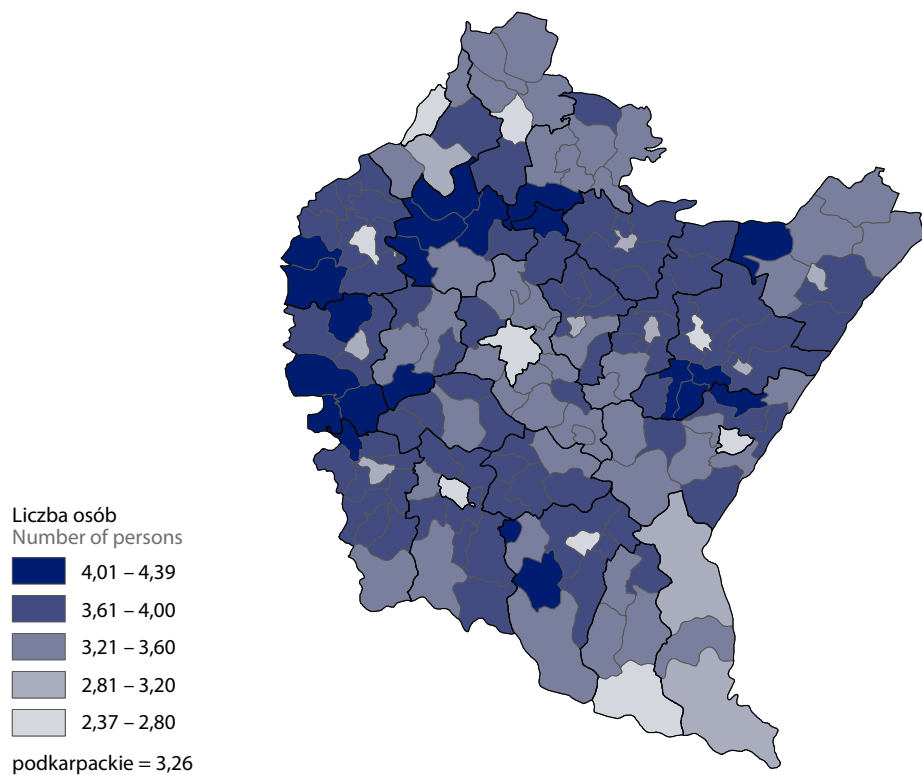 Liczba osób
Number of persons
4,01 – 4,39
3,61 – 4,00
3,21 – 3,60
2,81 – 3,20
2,37 – 2,80
podkarpackie = 3,26